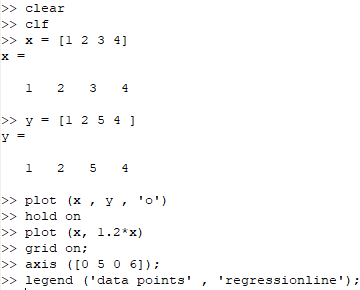 >> clear
>> clf
>> x = [1 2 3 4]
x =
1 2 3 4
>> y = [1 2 5 4 ]
y =
1 2 5 4
>> plot (x , y , 'o')
>> hold on
>> plot (x, 1.2*x)
>> grid on;
>> axis ([0 5 0 6]);
>> legend ('data points' , 'regressionline');